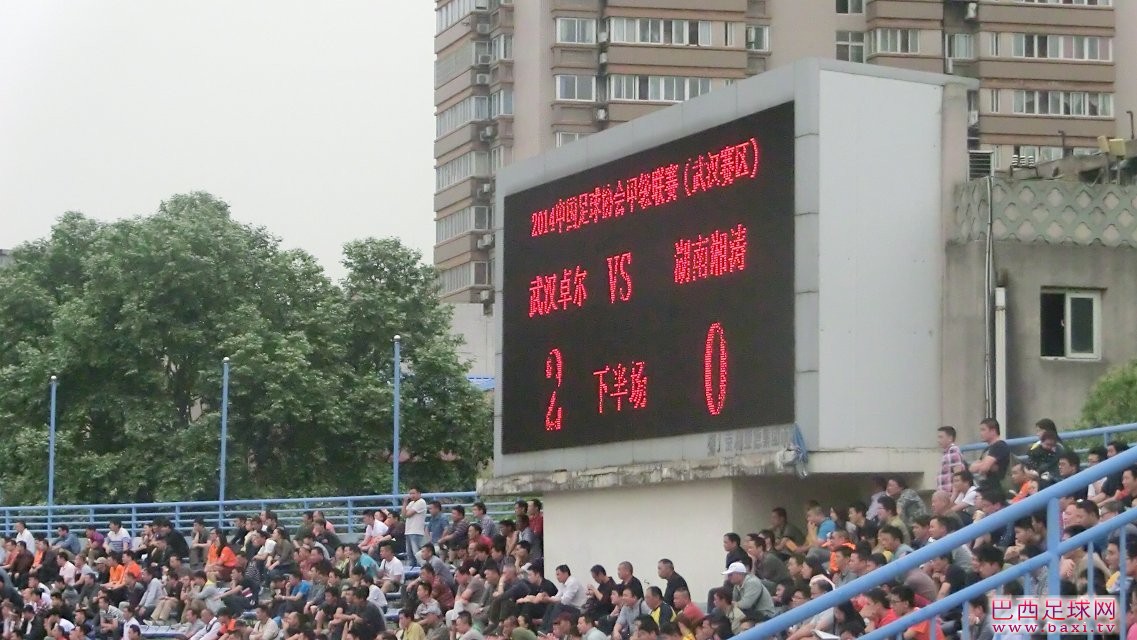 2014中国足球协会甲级联赛(武汉赛区)
武汉卓尔 VS 湖南湘涛
2 下半场 0
巴西足球网
www.baxi.tv